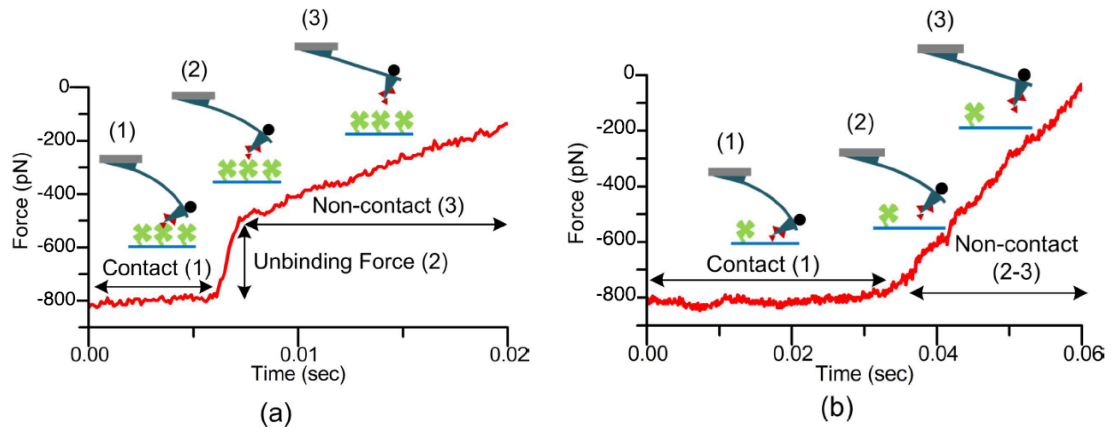 (3)
(2)
(1)
0
-200
-400
-600
-800
Force (pN)
Non-contact (3)
Contact (1)
Unbinding Force (2)
0.00
0.01
0.02
Time (sec)
(a)
(3)
(2)
(1)
0
-200
-400
-600
-800
Force (pN)
Contact (1)
Non-contact
(2-3)
0.00
0.02
0.04
0.06
Time (sec)
(b)